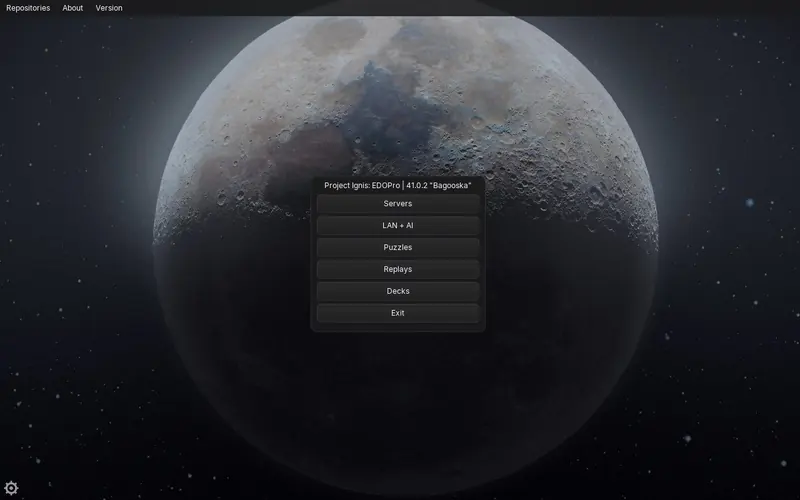 Repositories About Version
Project Ignis: EDOPro | 41.0.2 "Bagooska"
Servers
LAN + AI
Puzzles
Replays
Decks
Exit